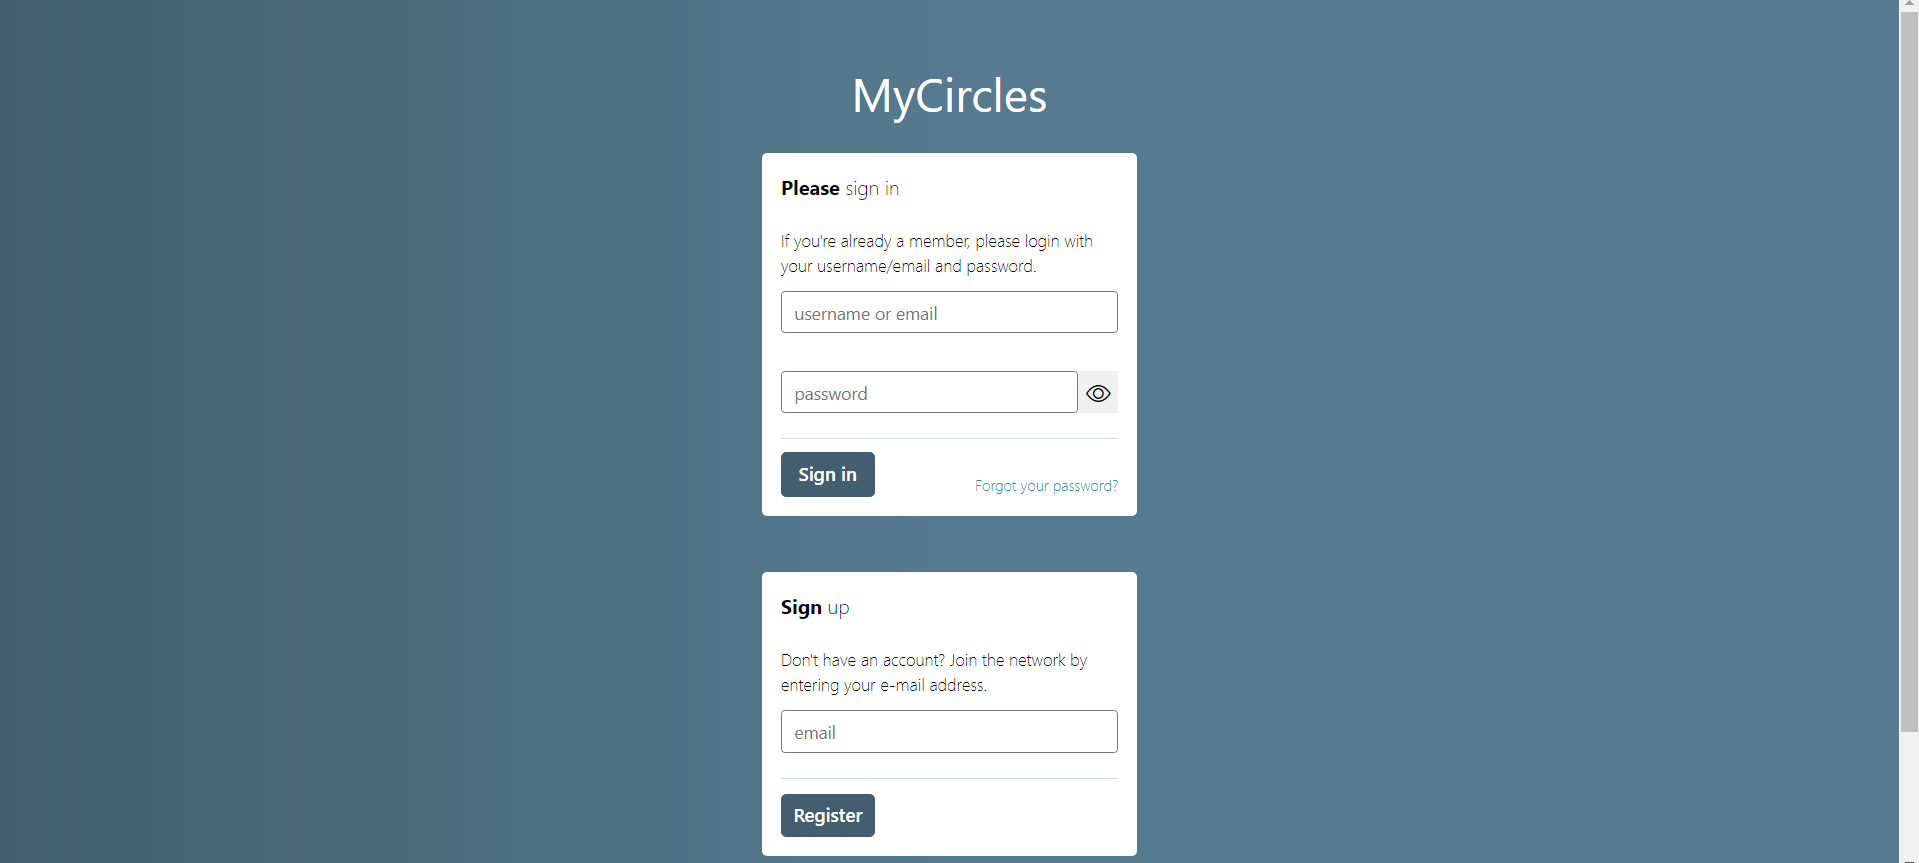 MyCircles
Please sign in
If you're already a member, please login with
your username/email and password.
username or email
password
Sign in
Forgot your password?
Sign up
Don't have an account? Join the network by
entering your e-mail address.
email
Register